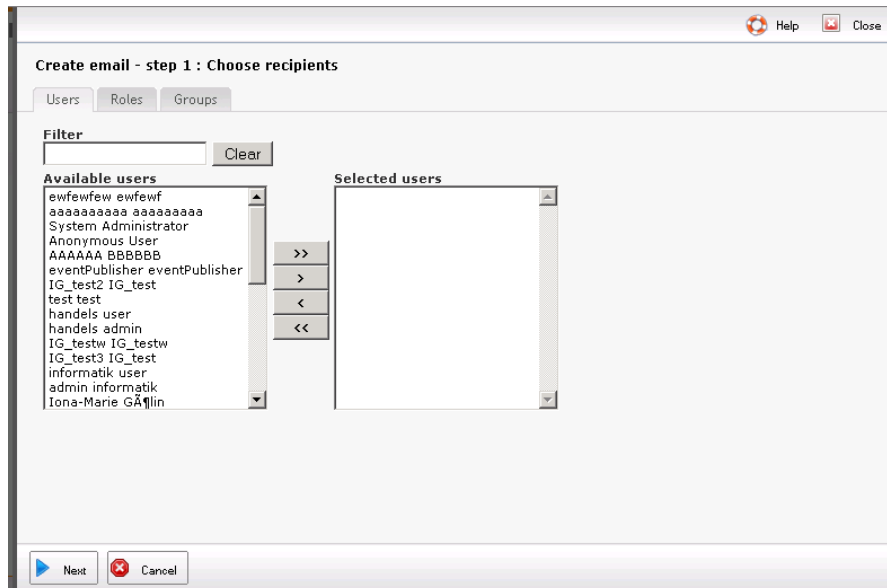 Help Close
Create email - step 1 : Choose recipients
Users Roles Groups
Filter
Clear
Available users Selected users
ewfewfew ewfewf
aaaaaaaaaa aaaaaaaaa
System Administrator
Anonymous User
AAAAAA BBBBBB
eventPublisher eventPublisher
IG_test2 IG_test
test test
handels user
handels admin
IG_testw IG_testw
IG_test3 IG_test
informatik user
admin informatik
Iona-Marie GÃ¶lin
>>
>
<
<<
Next Cancel